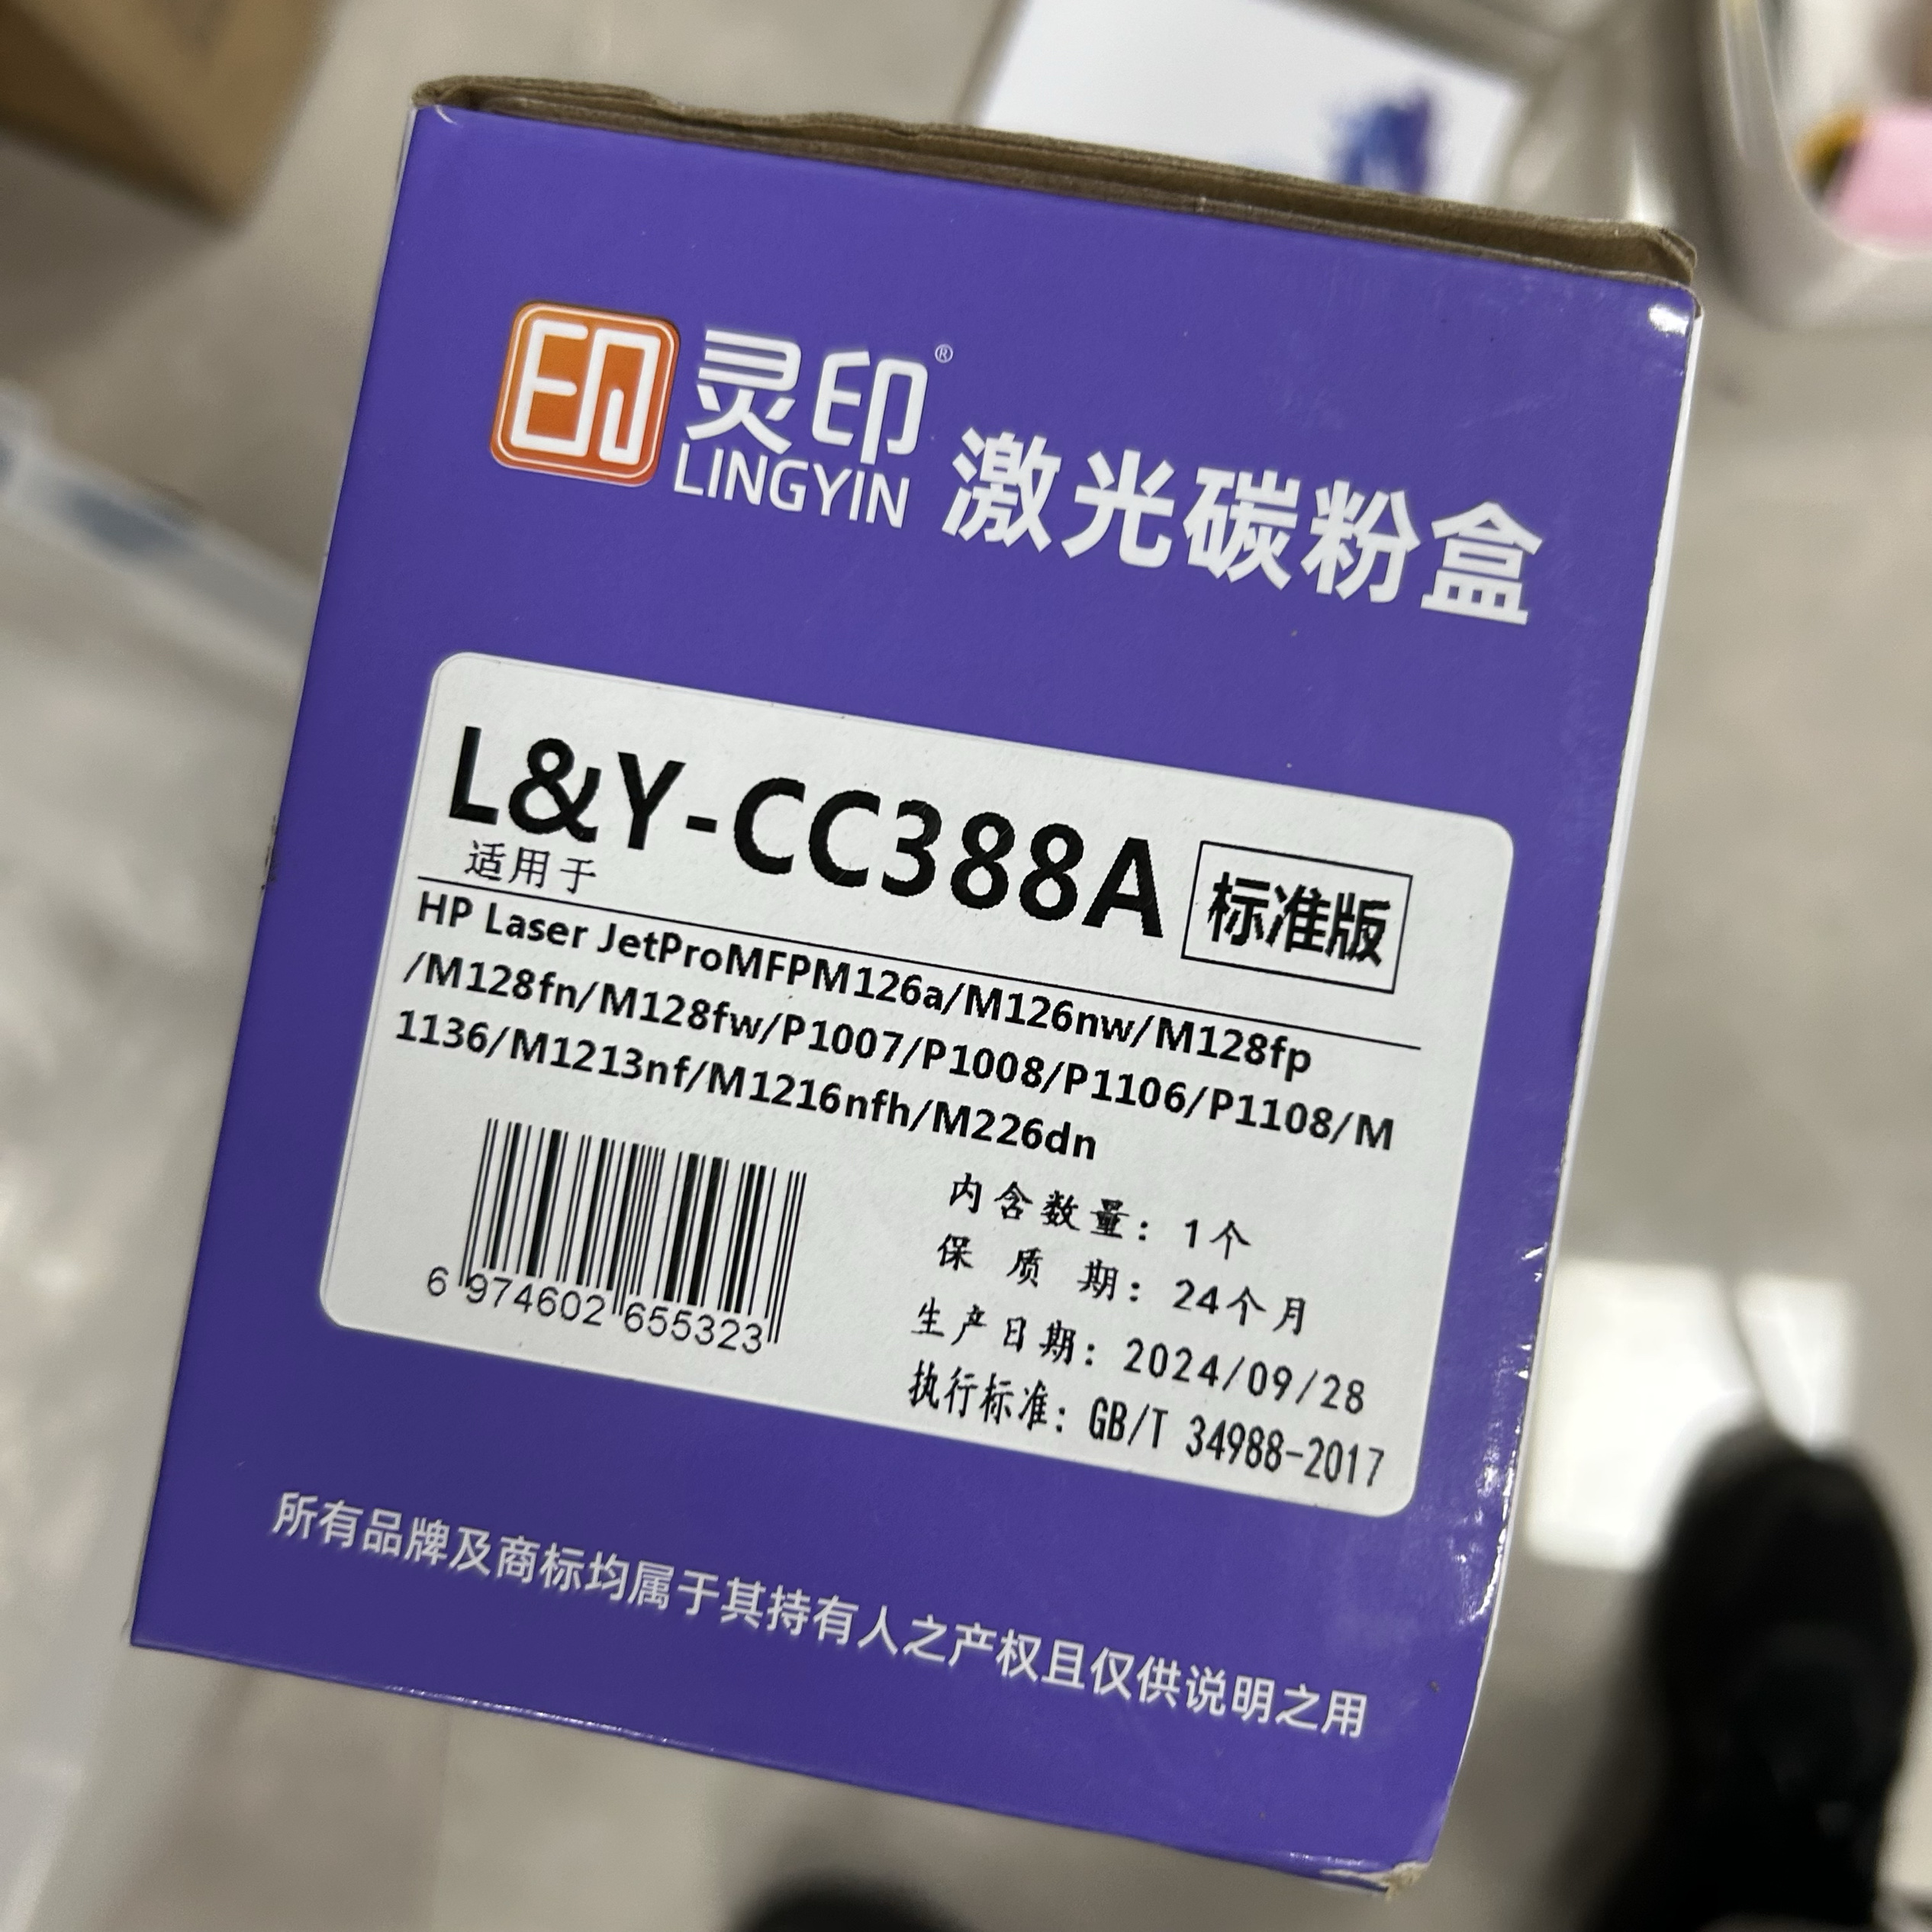 印 灵印®
LINGYIN
激光碳粉盒
L&Y-CC388A 标准版
适用于
HP Laser JetProMFPM126a/M126nw/M128fp
/M128fn/M128fw/P1007/P1008/P1106/P1108/M
1136/M1213nf/M1216nfh/M226dn
内含数量：1个
保质期：24个月
生产日期：2024/09/28
执行标准：GB/T 34988-2017
6 974602 655323
所有品牌及商标均属于其持有人之产权且仅供说明之用